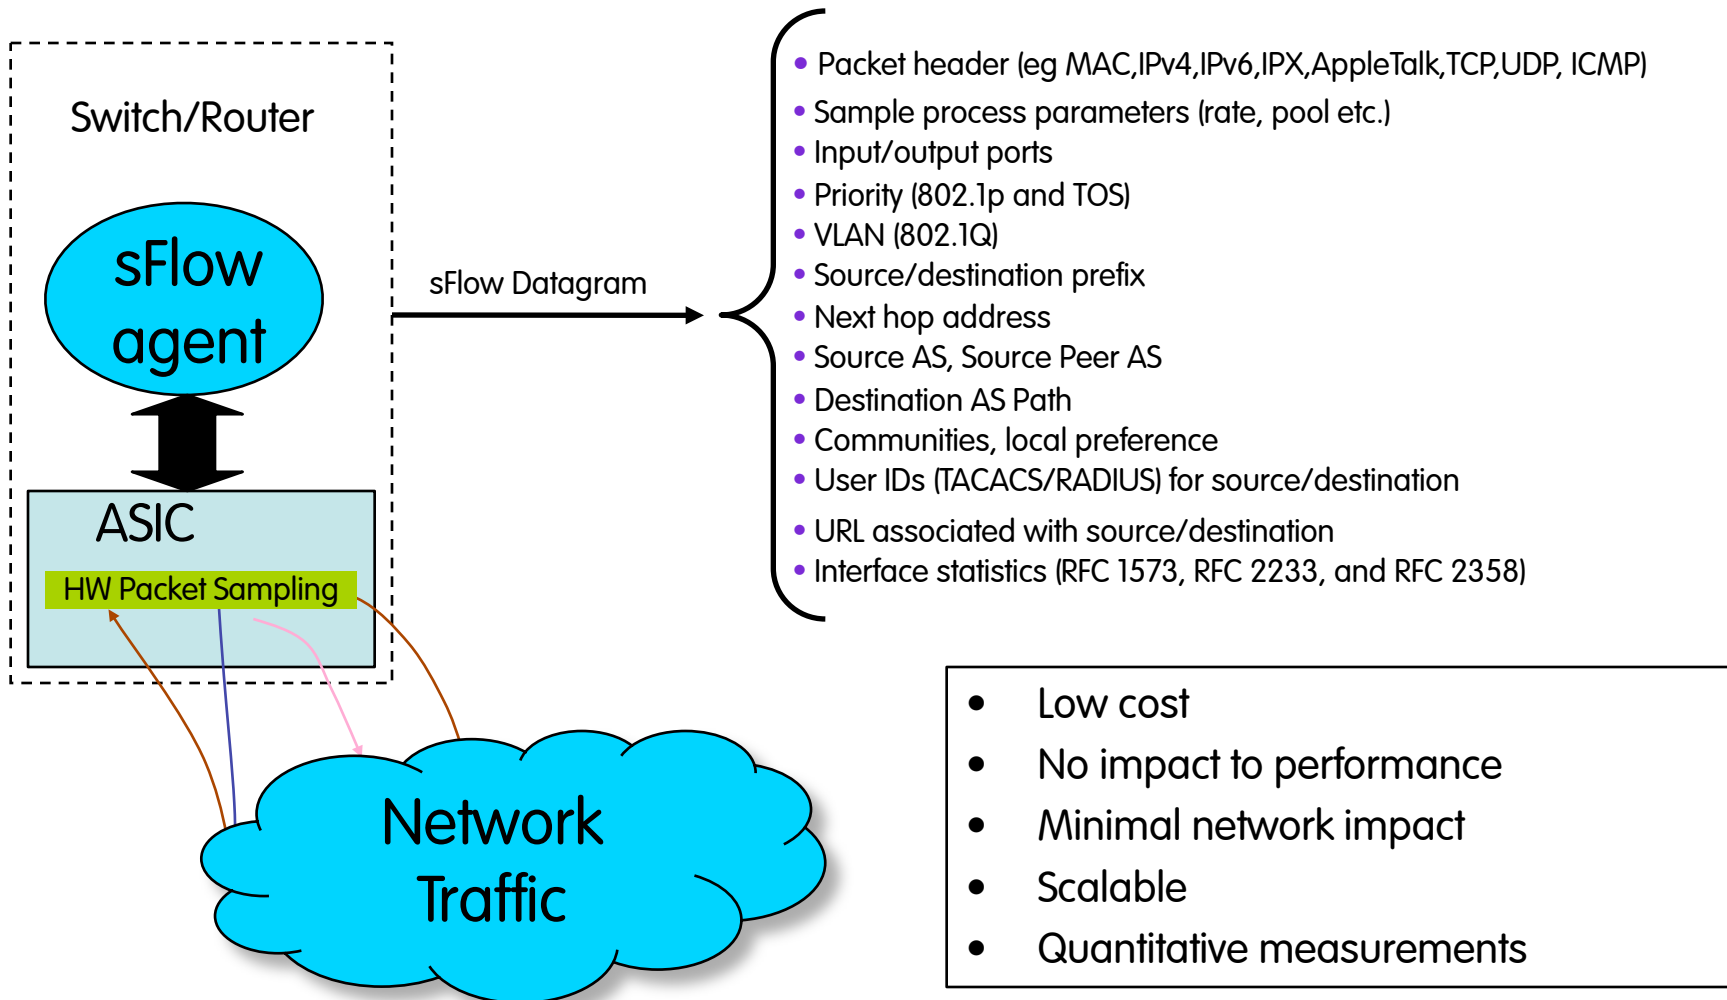 Switch/Router
sFlow
agent
ASIC
HW Packet Sampling
Network
Traffic
sFlow Datagram
• Packet header (eg MAC,IPv4,IPv6,IPX,AppleTalk,TCP,UDP, ICMP)
• Sample process parameters (rate, pool etc.)
• Input/output ports
• Priority (802.1p and TOS)
• VLAN (802.1Q)
• Source/destination prefix
• Next hop address
• Source AS, Source Peer AS
• Destination AS Path
• Communities, local preference
• User IDs (TACACS/RADIUS) for source/destination
• URL associated with source/destination
• Interface statistics (RFC 1573, RFC 2233, and RFC 2358)
• Low cost
• No impact to performance
• Minimal network impact
• Scalable
• Quantitative measurements